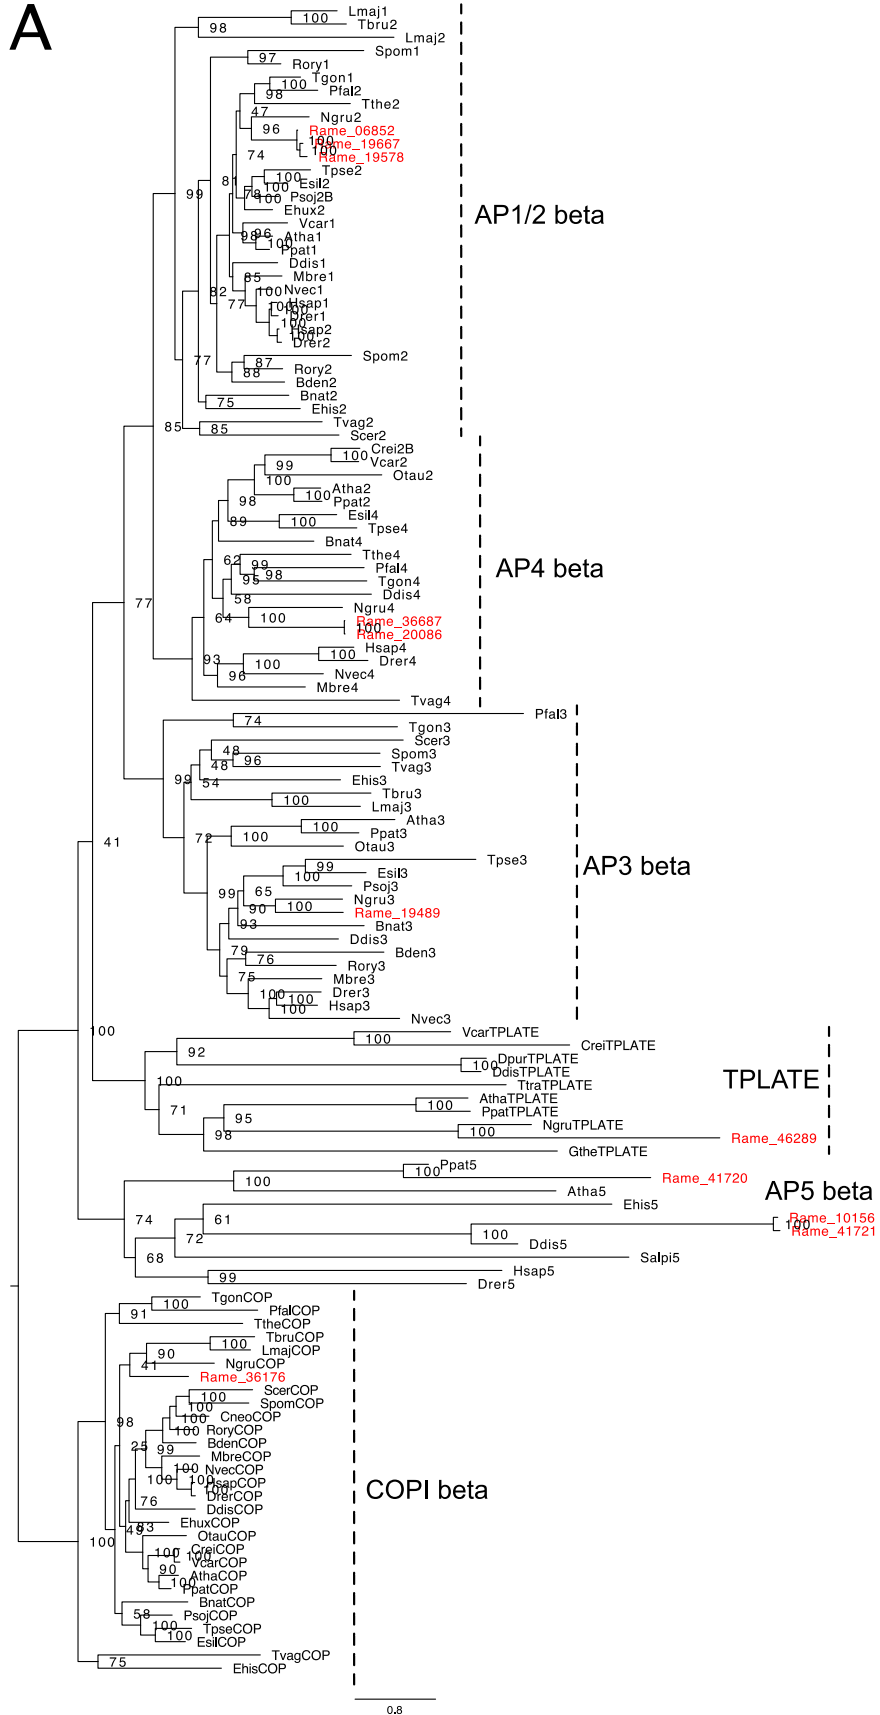 A
Lmaj1
100
Tbru2
98
Lmaj2
Spom1
97
Rory1
Tgon1
100
Pfal2
98
Tthe2
47
Ngru2
96
Rame_06852
100
Rame_19667
100
Rame_19578
74
Tpse2
100
81
Esil2
100
99
78
Psoj2B
100
Ehux2
AP1/2 beta
Vcar1
96
98
Atha1
100
Ppat1
Ddis1
85
Mbre1
82
100
Nvec1
77
100
Hsap1
100
Drer1
100
Hsap2
100
Drer2
77
Spom2
87
88
Rory2
Bden2
75
Bnat2
Ehis2
85
85
Tvag2
Scer2
Crei2B
100
99
Vcar2
Otau2
100
Atha2
98
100
Ppat2
89
Esil4
100
Tpse4
Bnat4
62
Tthe4
99
Pfal4
98
95
Tgon4
AP4 beta
58
Ddis4
77
64
Ngru4
100
Rame_36687
100
Rame_20086
Hsap4
100
93
100
Drer4
96
Nvec4
Mbre4
Tvag4
Pfal3
74
Tgon3
Scer3
48
Spom3
48
96
Tvag3
99
54
Ehis3
Tbru3
100
Lmaj3
Atha3
100
72
100
Ppat3
41
Otau3
Tpse3
99
AP3 beta
100
Esil3
99
65
Psoj3
Ngru3
90
100
Rame_19489
93
Bnat3
Ddis3
79
Bden3
76
Rory3
75
Mbre3
100
Drer3
100
100
Hsap3
Nvec3
100
VcarTPLATE
100
CreiTPLATE
92
DpurTPLATE
100
DdisTPLATE
100
TtraTPLATE
TPLATE
AthaTPLATE
100
71
PpatTPLATE
95
NgruTPLATE
98
100
Rame_46289
GtheTPLATE
Ppat5
100
100
Rame_41720
Atha5
AP5 beta
Ehis5
74
61
Rame_10156
100
Rame_41721
72
100
Ddis5
68
Salpi5
Hsap5
99
Drer5
TgonCOP
100
91
PfalCOP
TtheCOP
TbruCOP
100
90
LmajCOP
41
NgruCOP
Rame_36176
ScerCOP
100
100
SpomCOP
98
100
CneoCOP
100
RoryCOP
25
99
BdenCOP
MbreCOP
100
NvecCOP
100
100
HsapCOP
100
DrerCOP
COPI beta
76
DdisCOP
49
83
EhuxCOP
100
OtauCOP
100
CreiCOP
100
VcarCOP
90
AthaCOP
100
PpatCOP
BnatCOP
58
PsojCOP
100
TpseCOP
100
EsilCOP
75
TvagCOP
EhisCOP
0.8